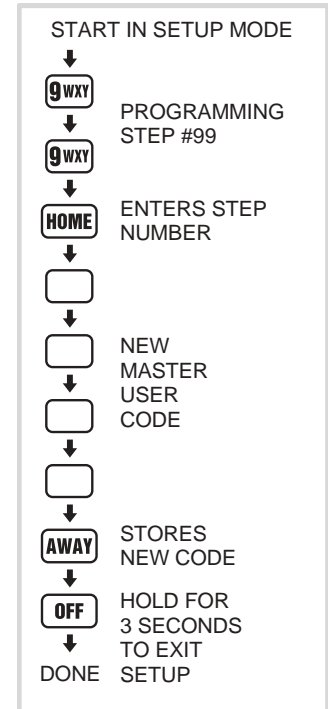 START IN SETUP MODE
9WXY
PROGRAMMING
STEP #99
9WXY
HOME
ENTERS STEP
NUMBER
NEW
MASTER
USER
CODE
AWAY
STORES
NEW CODE
OFF
HOLD FOR
3 SECONDS
TO EXIT
SETUP
DONE